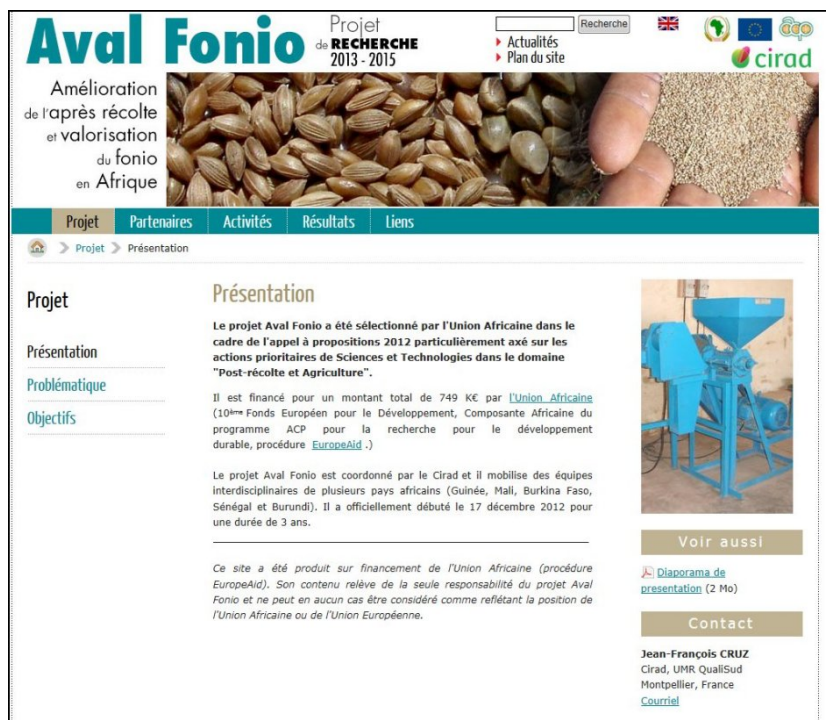 Aval Fonio
Projet
de RECHERCHE
2013 - 2015
Recherche
Actualités
Plan du site
cirad
Amélioration
de l'après récolte
et valorisation
du fonio
en Afrique
Projet Partenaires Activités Résultats Liens
Projet Présentation
Projet
Présentation
Problématique
Objectifs
Présentation
Le projet Aval Fonio a été sélectionné par l'Union Africaine dans le
cadre de l'appel à propositions 2012 particulièrement axé sur les
actions prioritaires de Sciences et Technologies dans le domaine
"Post-récolte et Agriculture".
Il est financé pour un montant total de 749 K€ par l'Union Africaine
(10ème Fonds Européen pour le Développement, Composante Africaine du
programme ACP pour la recherche pour le développement
durable, procédure EuropeAid .)
Le projet Aval Fonio est coordonné par le Cirad et il mobilise des équipes
interdisciplinaires de plusieurs pays africains (Guinée, Mali, Burkina Faso,
Sénégal et Burundi). Il a officiellement débuté le 17 décembre 2012 pour
une durée de 3 ans.
Ce site a été produit sur financement de l'Union Africaine (procédure
EuropeAid). Son contenu relève de la seule responsabilité du projet Aval
Fonio et ne peut en aucun cas être considéré comme reflétant la position de
l'Union Africaine ou de l'Union Européenne.
Voir aussi
Diaporama de
presentation (2 Mo)
Contact
Jean-François CRUZ
Cirad, UMR QualiSud
Montpellier, France
Courriel